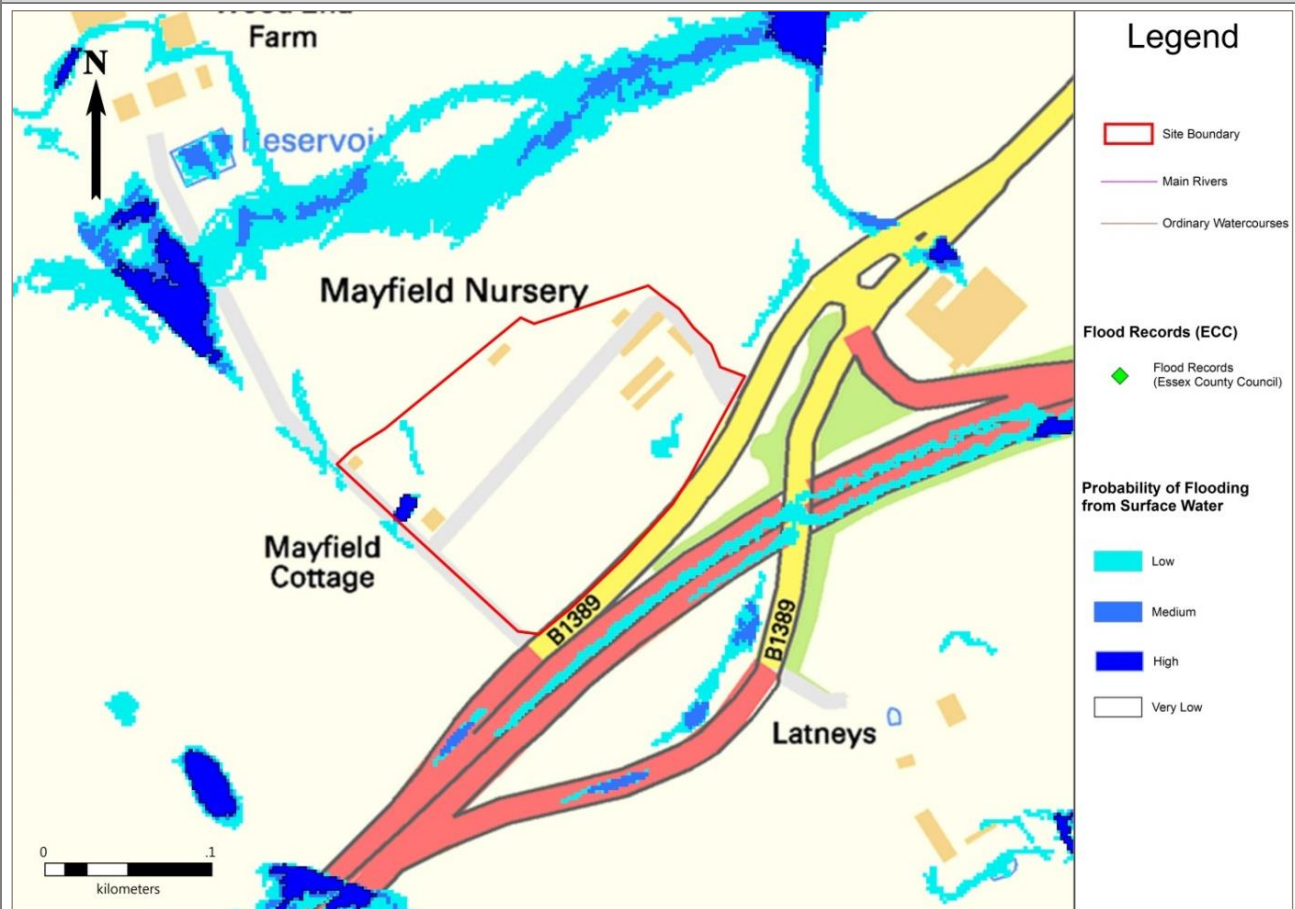 Farm
N
Reservoir
Mayfield Nursery
Mayfield
Cottage
B1389
B1389
Latneys
0 .1
kilometers
Legend
Site Boundary
Main Rivers
Ordinary Watercourses
Flood Records (ECC)
Flood Records
(Essex County Council)
Probability of Flooding
from Surface Water
Low
Medium
High
Very Low